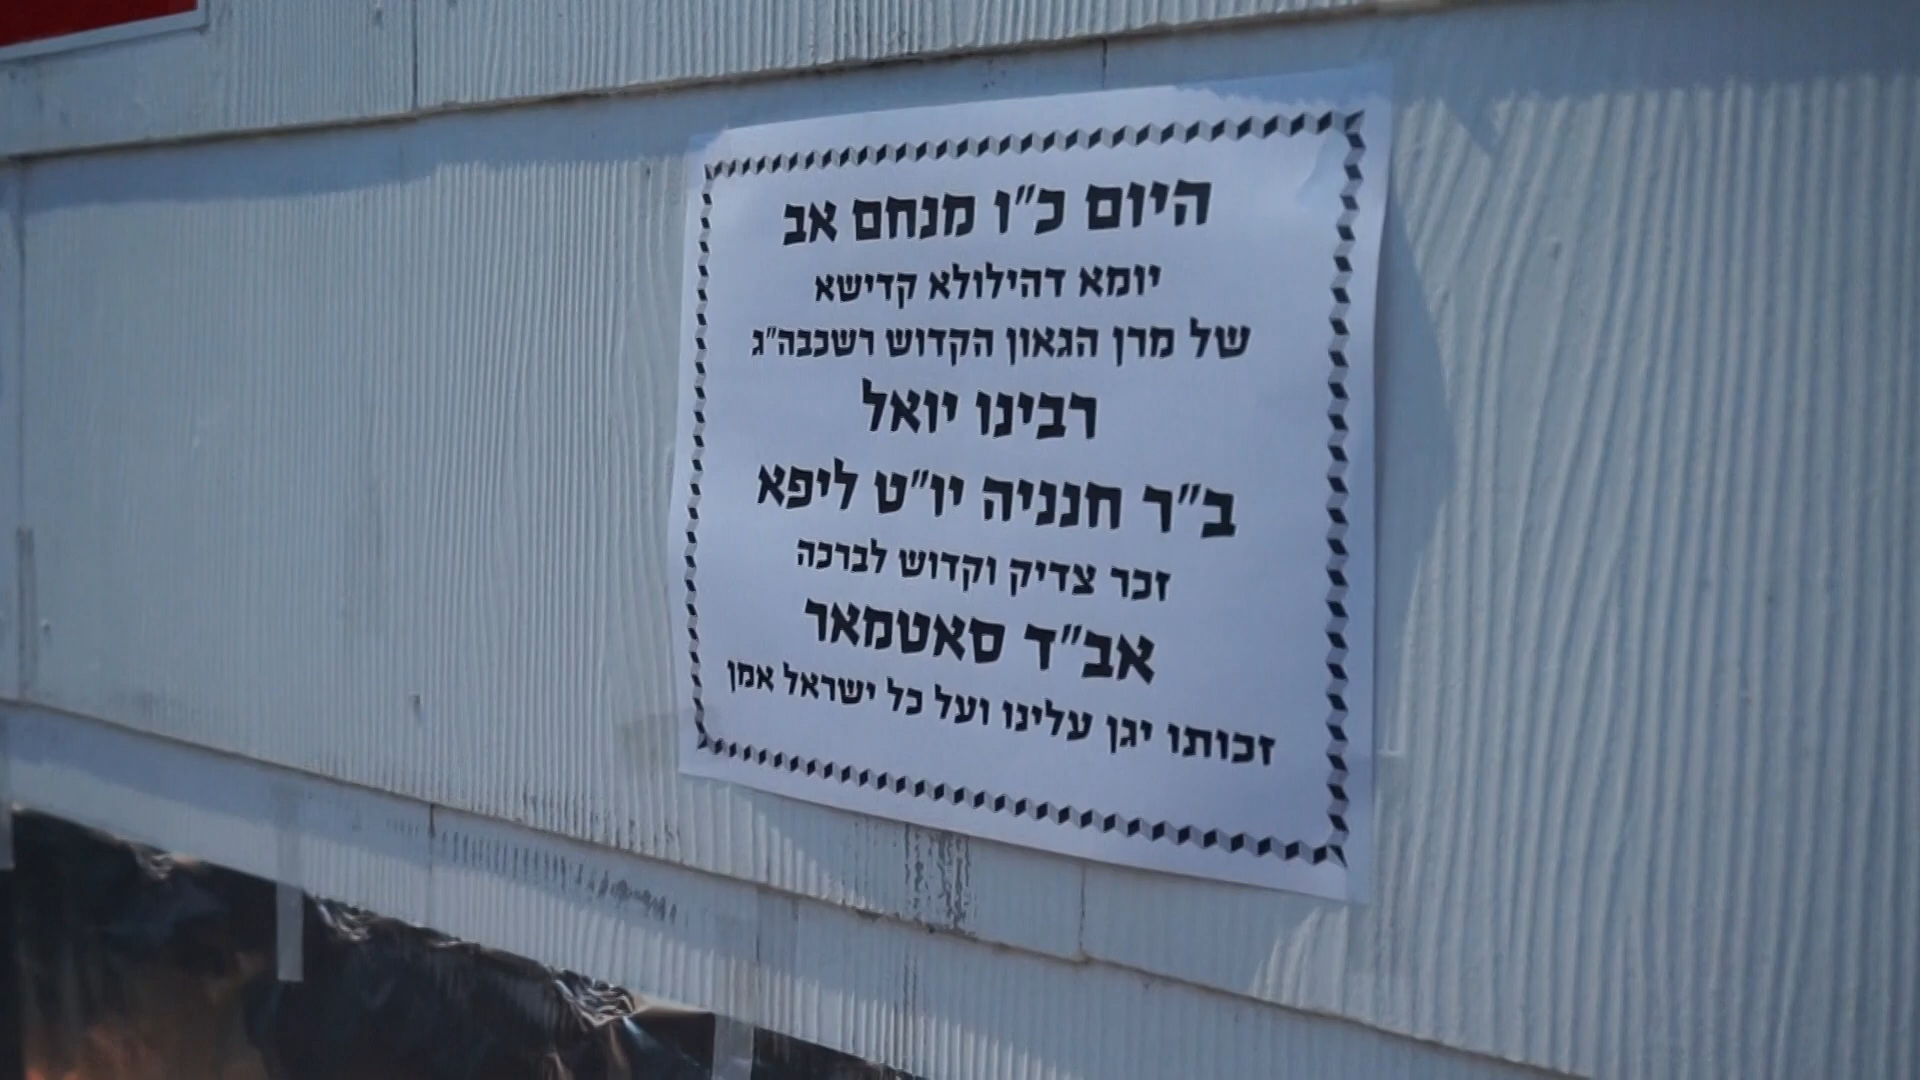 היום כ"ו מנחם אב
יומא דהילולא קדישא
של מרן הגאון הקדוש רשכבה"ג
רבינו יואל
ב"ר חנניה יו"ט ליפא
זכר צדיק וקדוש לברכה
אב"ד סאטמאר
זכותו יגן עלינו ועל כל ישראל אמן